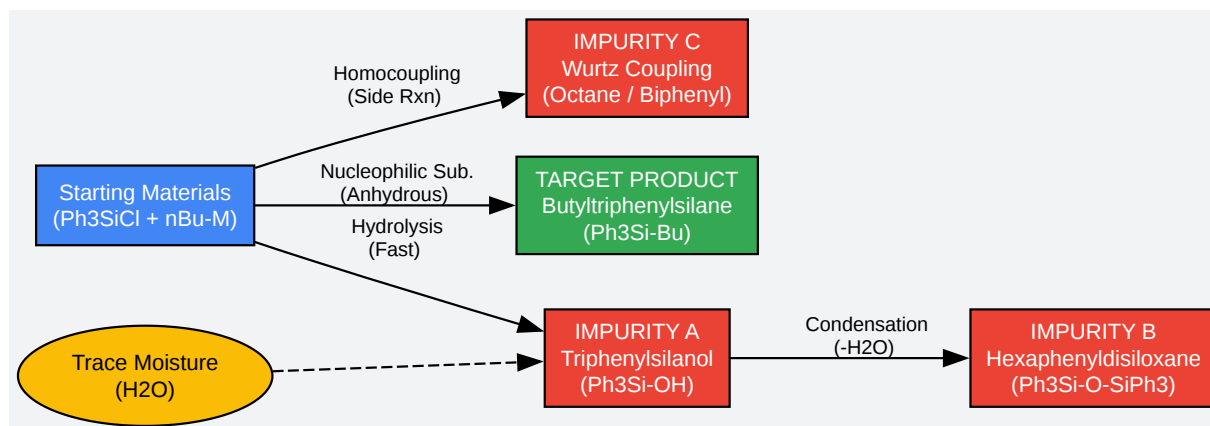 IMPURITY C
Wurtz Coupling
(Octane / Biphenyl)
Homocoupling
(Side Rxn)
Starting Materials
(Ph3SiCl + nBu-M)
Nucleophilic Sub.
(Anhydrous)
TARGET PRODUCT
Butyltriphenylsilane
(Ph3Si-Bu)
Hydrolysis
(Fast)
Trace Moisture
(H2O)
IMPURITY A
Triphenylsilanol
(Ph3Si-OH)
Condensation
(-H2O)
IMPURITY B
Hexaphenyldisiloxane
(Ph3Si-O-SiPh3)